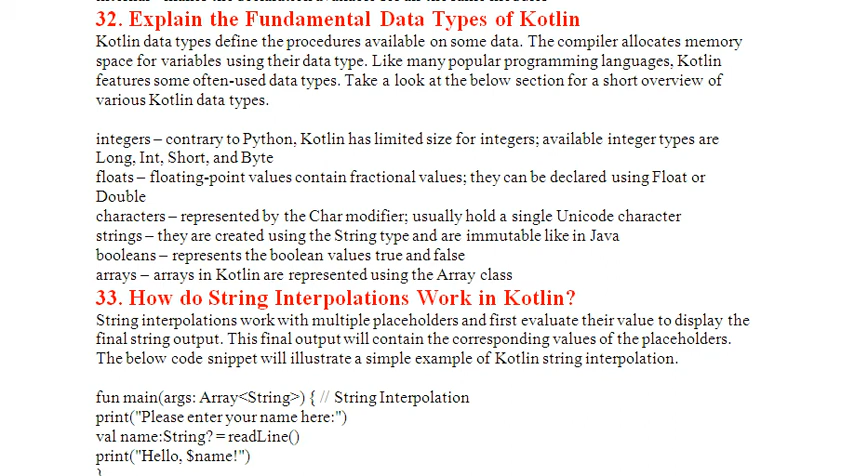 32. Explain the Fundamental Data Types of Kotlin
Kotlin data types define the procedures available on some data. The compiler allocates memory
space for variables using their data type. Like many popular programming languages, Kotlin
features some often-used data types. Take a look at the below section for a short overview of
various Kotlin data types.
integers – contrary to Python, Kotlin has limited size for integers; available integer types are
Long, Int, Short, and Byte
floats – floating-point values contain fractional values; they can be declared using Float or
Double
characters – represented by the Char modifier; usually hold a single Unicode character
strings – they are created using the String type and are immutable like in Java
booleans – represents the boolean values true and false
arrays – arrays in Kotlin are represented using the Array class
33. How do String Interpolations Work in Kotlin?
String interpolations work with multiple placeholders and first evaluate their value to display the
final string output. This final output will contain the corresponding values of the placeholders.
The below code snippet will illustrate a simple example of Kotlin string interpolation.
fun main(args: Array<String>) { // String Interpolation
print("Please enter your name here:")
val name:String? = readLine()
print("Hello, $name!")
}